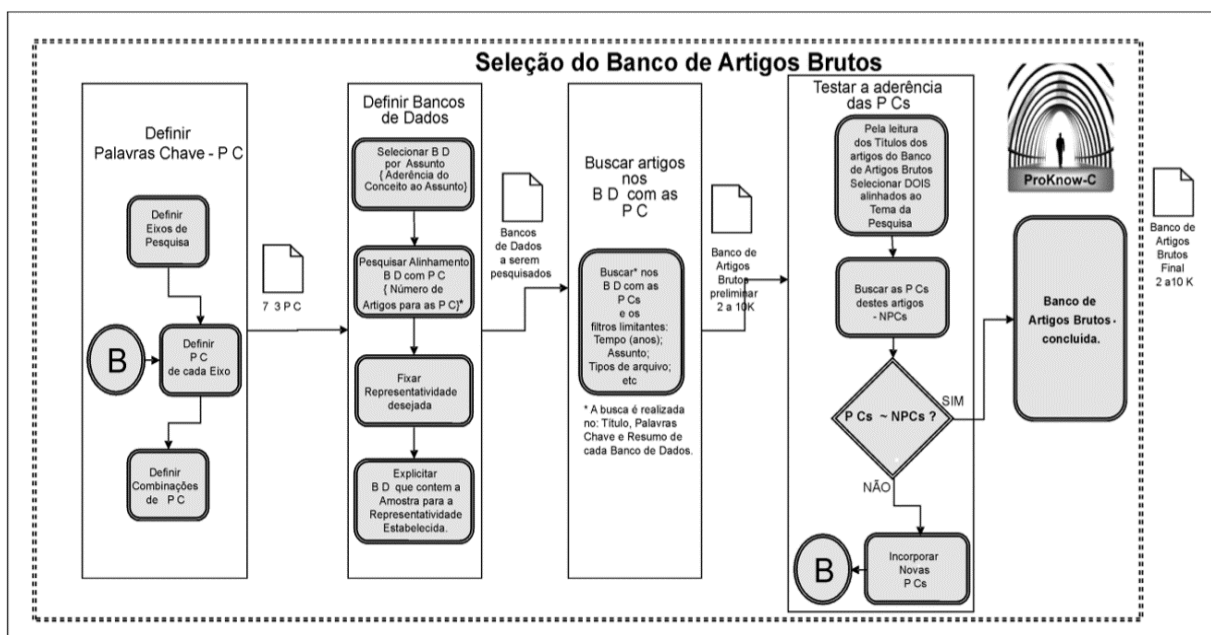 Seleção do Banco de Artigos Brutos
Definir
Palavras Chave - P C
Definir
Eixos de
Pesquisa
B
Definir
P C
de cada Eixo
Definir
Combinações
de P C
7 3 P C
Definir Bancos
de Dados
Selecionar B D
por Assunto
{ Aderência do
Conceito ao Assunto}
Pesquisar Alinhamento
B D com P C
{ Número de
Artigos para as P C}*
Fixar
Representatividade
desejada
Explicitar
B D que contem a
Amostra para a
Representatividade
Estabelecida.
Bancos
de Dados
a serem
pesquisados
Buscar artigos
nos
B D com as
P C
Buscar* nos
B D com as
P Cs
e os
filtros limitantes:
Tempo (anos);
Assunto;
Tipos de arquivo;
etc
* A busca é realizada
no: Título, Palavras
Chave e Resumo de
cada Banco de Dados.
Banco de
Artigos
Brutos
preliminar
2 a 10K
Testar a aderência
das P Cs
Pela leitura
dos Títulos dos
artigos do Banco
de Artigos Brutos
Selecionar DOIS
alinhados ao
Tema da
Pesquisa
Buscar as P Cs
destes artigos
- NPCs
P Cs ~ NPCs ?
SIM
NÃO
Incorporar
Novas
P Cs
B
ProKnow-C
Banco de
Artigos Brutos -
concluida.
Banco de
Artigos
Brutos
Final
2 a10 K